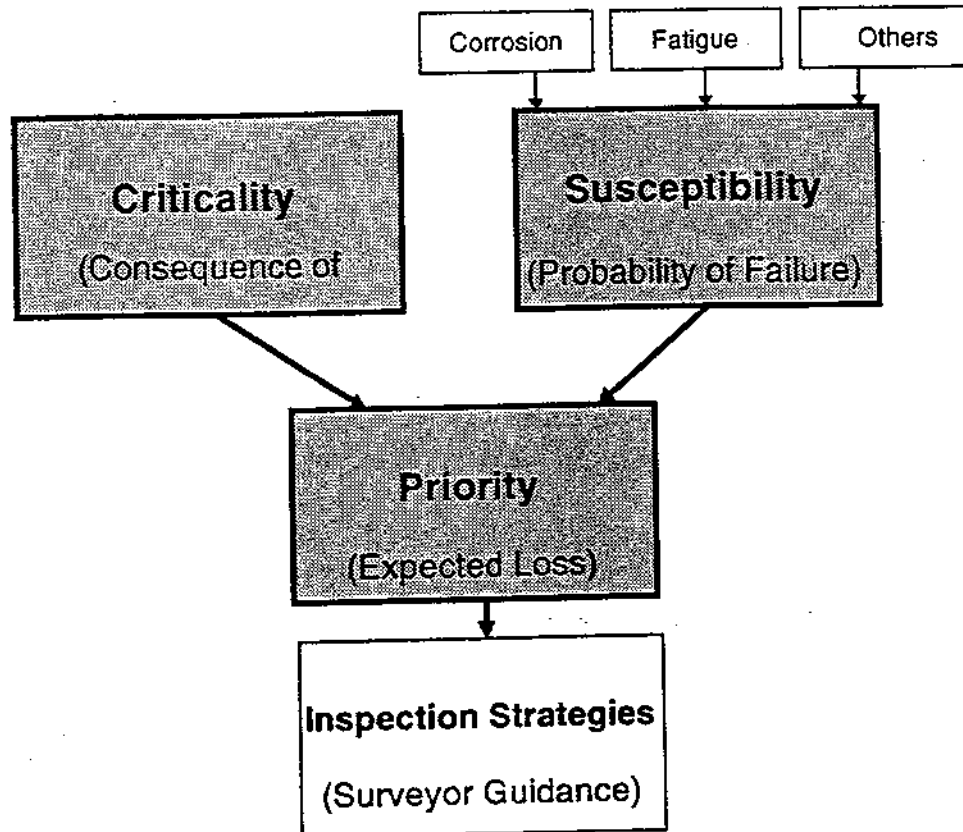 Corrosion
Fatigue
Others
Criticality
(Consequence of
Susceptibility
(Probability of Failure)
Priority
(Expected Loss)
Inspection Strategies
(Surveyor Guidance)